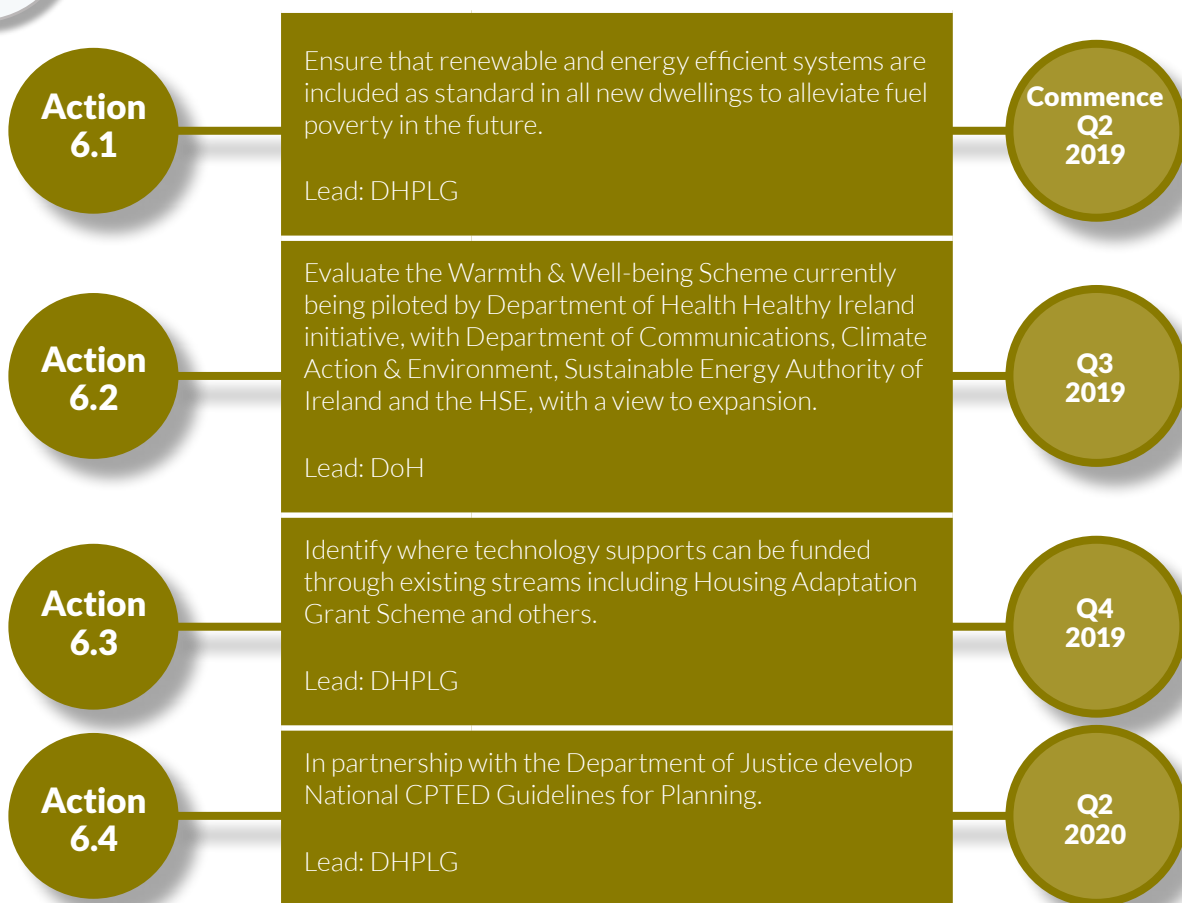 Action
6.1
Ensure that renewable and energy efficient systems are
included as standard in all new dwellings to alleviate fuel
poverty in the future.
Lead: DHPLG
Commence
Q2
2019
Action
6.2
Evaluate the Warmth & Well-being Scheme currently
being piloted by Department of Health Healthy Ireland
initiative, with Department of Communications, Climate
Action & Environment, Sustainable Energy Authority of
Ireland and the HSE, with a view to expansion.
Lead: DoH
Q3
2019
Action
6.3
Identify where technology supports can be funded
through existing streams including Housing Adaptation
Grant Scheme and others.
Lead: DHPLG
Q4
2019
Action
6.4
In partnership with the Department of Justice develop
National CPTED Guidelines for Planning.
Lead: DHPLG
Q2
2020